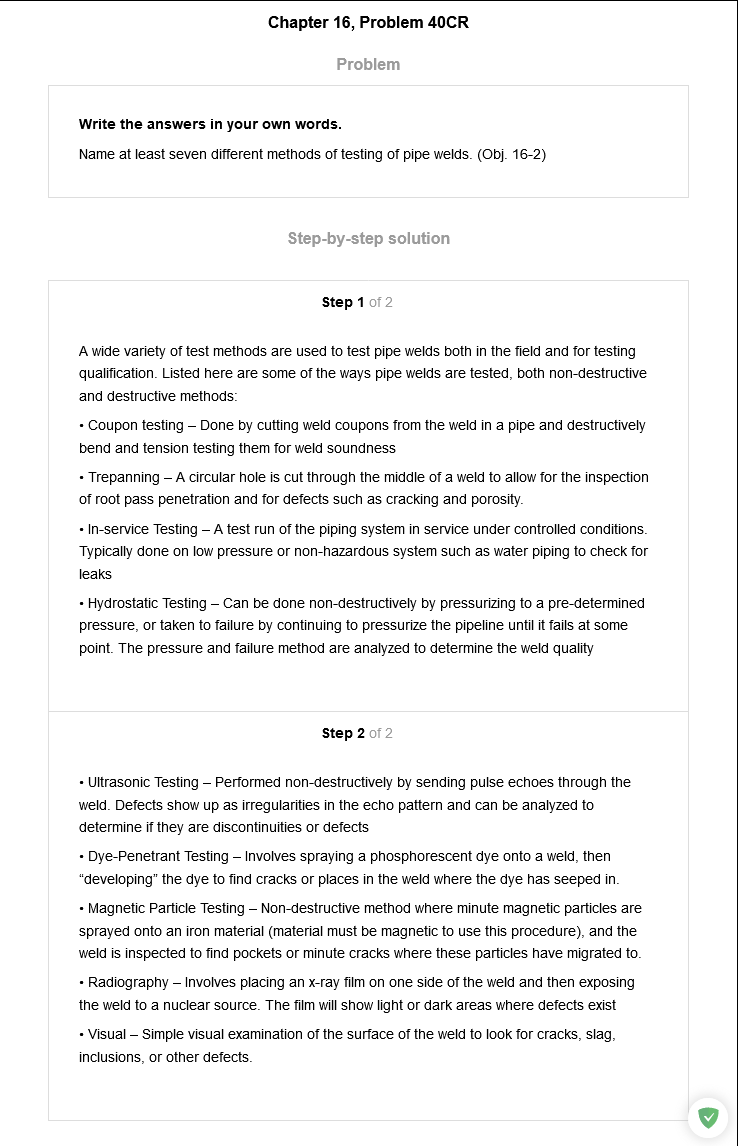 Chapter 16, Problem 40CR
Problem
Write the answers in your own words.
Name at least seven different methods of testing of pipe welds. (Obj. 16-2)
Step-by-step solution
Step 1 of 2
A wide variety of test methods are used to test pipe welds both in the field and for testing
qualification. Listed here are some of the ways pipe welds are tested, both non-destructive
and destructive methods:
• Coupon testing – Done by cutting weld coupons from the weld in a pipe and destructively
bend and tension testing them for weld soundness
• Trepanning – A circular hole is cut through the middle of a weld to allow for the inspection
of root pass penetration and for defects such as cracking and porosity.
• In-service Testing – A test run of the piping system in service under controlled conditions.
Typically done on low pressure or non-hazardous system such as water piping to check for
leaks
• Hydrostatic Testing – Can be done non-destructively by pressurizing to a pre-determined
pressure, or taken to failure by continuing to pressurize the pipeline until it fails at some
point. The pressure and failure method are analyzed to determine the weld quality
Step 2 of 2
• Ultrasonic Testing – Performed non-destructively by sending pulse echoes through the
weld. Defects show up as irregularities in the echo pattern and can be analyzed to
determine if they are discontinuities or defects
• Dye-Penetrant Testing – Involves spraying a phosphorescent dye onto a weld, then
“developing” the dye to find cracks or places in the weld where the dye has seeped in.
• Magnetic Particle Testing – Non-destructive method where minute magnetic particles are
sprayed onto an iron material (material must be magnetic to use this procedure), and the
weld is inspected to find pockets or minute cracks where these particles have migrated to.
• Radiography – Involves placing an x-ray film on one side of the weld and then exposing
the weld to a nuclear source. The film will show light or dark areas where defects exist
• Visual – Simple visual examination of the surface of the weld to look for cracks, slag,
inclusions, or other defects.